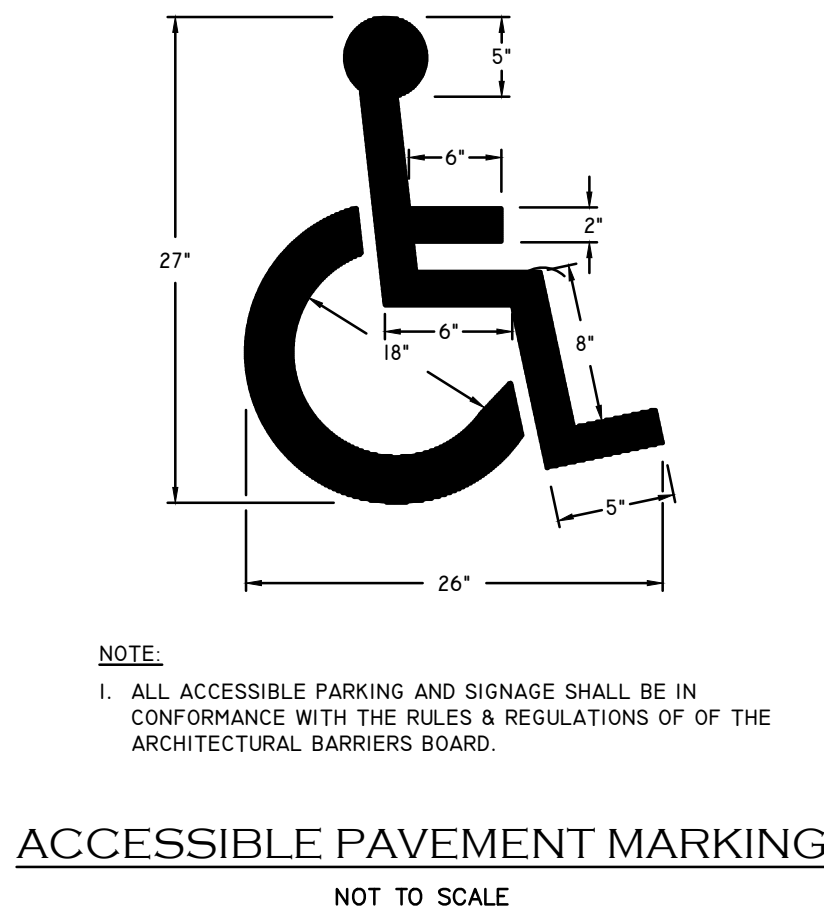 5"
6"
2"
27"
6"
18"
8"
5"
26"
NOTE:
1. ALL ACCESSIBLE PARKING AND SIGNAGE SHALL BE IN
CONFORMANCE WITH THE RULES & REGULATIONS OF OF THE
ARCHITECTURAL BARRIERS BOARD.
ACCESSIBLE PAVEMENT MARKING
NOT TO SCALE